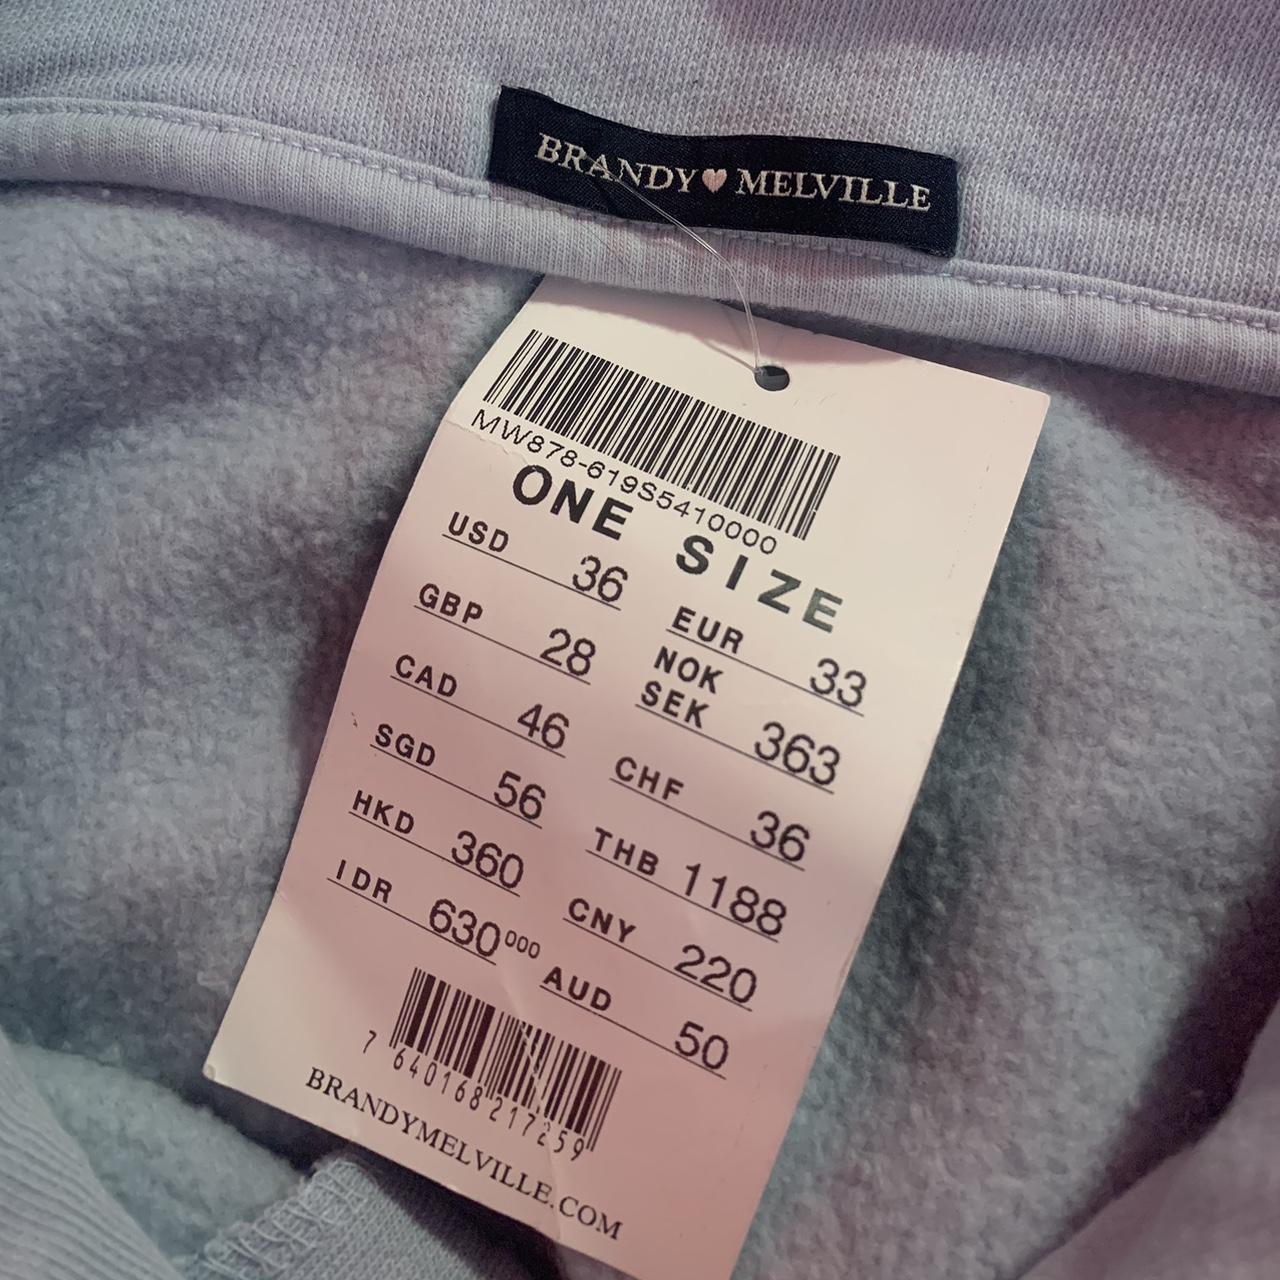 BRANDY♥MELVILLE
MW878-619S5410000
ONE SIZE
USD 36
GBP 28
CAD 46
SGD 56
HKD 360
IDR 630000
EUR 33
NOK
SEK 363
CHF 36
THB 1188
CNY 220
AUD 50
7 640168 217259
BRANDYMELVILLE.COM